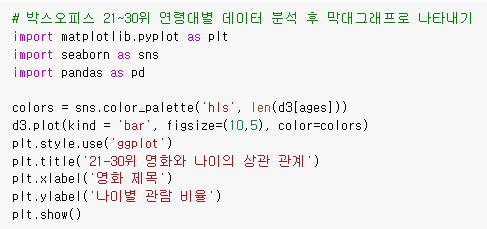 # 박스오피스 21~30위 연령대별 데이터 분석 후 막대그래프로 나타내기
import matplotlib.pyplot as plt
import seaborn as sns
import pandas as pd

colors = sns.color_palette('hls', len(d3[ages]))
d3.plot(kind = 'bar', figsize=(10,5), color=colors)
plt.style.use('ggplot')
plt.title('21-30위 영화와 나이의 상관 관계')
plt.xlabel('영화 제목')
plt.ylabel('나이별 관람 비율')
plt.show()